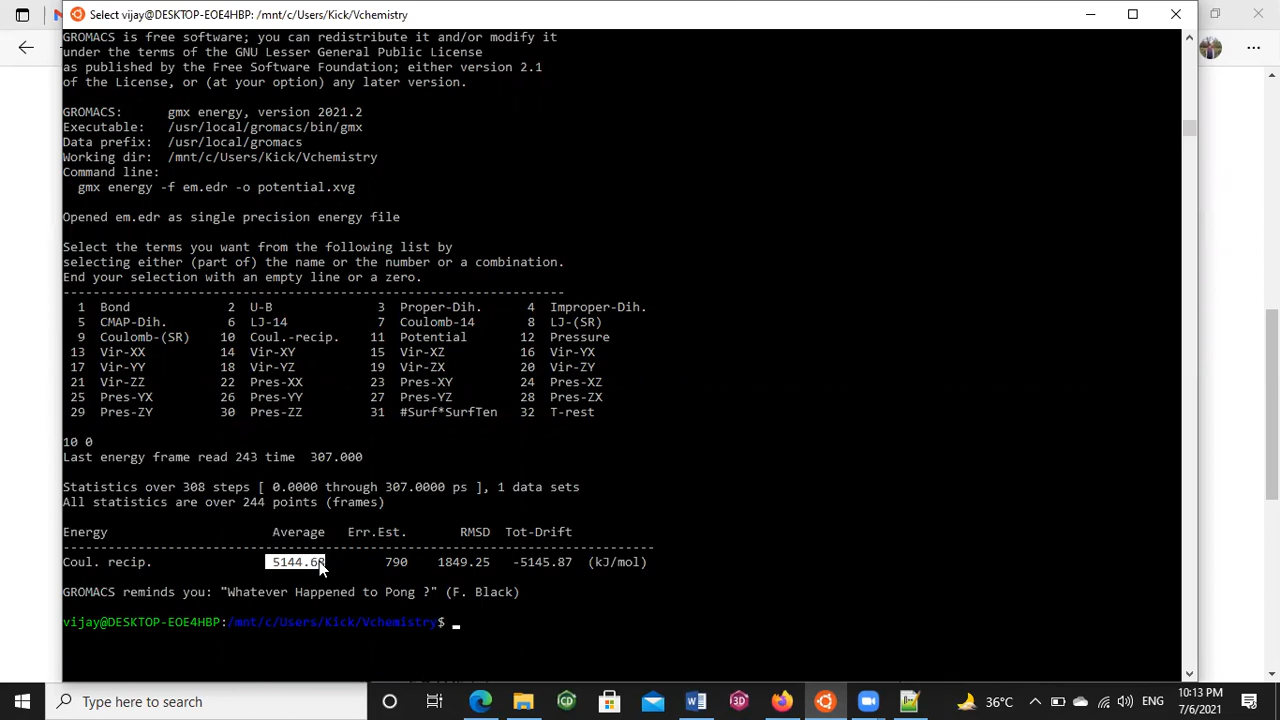 Select vijay@DESKTOP-EOE4HBP: /mnt/c/Users/Kick/Vchemistry
GROMACS is free software; you can redistribute it and/or modify it
under the terms of the GNU Lesser General Public License
as published by the Free Software Foundation; either version 2.1
of the License, or (at your option) any later version.
GROMACS: gmx energy, version 2021.2
Executable: /usr/local/gromacs/bin/gmx
Data prefix: /usr/local/gromacs
Working dir: /mnt/c/Users/Kick/Vchemistry
Command line:
gmx energy -f em.edr -o potential.xvg
Opened em.edr as single precision energy file
Select the terms you want from the following list by
selecting either (part of) the name or the number or a combination.
End your selection with an empty line or a zero.
-------------------------------------------------------------------
1 Bond 2 U-B 3 Proper-Dih. 4 Improper-Dih.
5 CMAP-Dih. 6 LJ-14 7 Coulomb-14 8 LJ-(SR)
9 Coulomb-(SR) 10 Coul.-recip. 11 Potential 12 Pressure
13 Vir-XX 14 Vir-XY 15 Vir-XZ 16 Vir-YX
17 Vir-YY 18 Vir-YZ 19 Vir-ZX 20 Vir-ZY
21 Vir-ZZ 22 Pres-XX 23 Pres-XY 24 Pres-XZ
25 Pres-YX 26 Pres-YY 27 Pres-YZ 28 Pres-ZX
29 Pres-ZY 30 Pres-ZZ 31 #Surf*SurfTen 32 T-rest
10 0
Last energy frame read 243 time 307.000
Statistics over 308 steps [ 0.0000 through 307.0000 ps ], 1 data sets
All statistics are over 244 points (frames)
Energy Average Err.Est. RMSD Tot-Drift
-------------------------------------------------------------------------------
Coul. recip. 790 1849.25 -5145.87 (kJ/mol)
GROMACS reminds you: "Whatever Happened to Pong ?" (F. Black)
vijay@DESKTOP-EOE4HBP:/mnt/c/Users/Kick/Vchemistry$
Type here to search
36°C
ENG
10:13 PM
7/6/2021